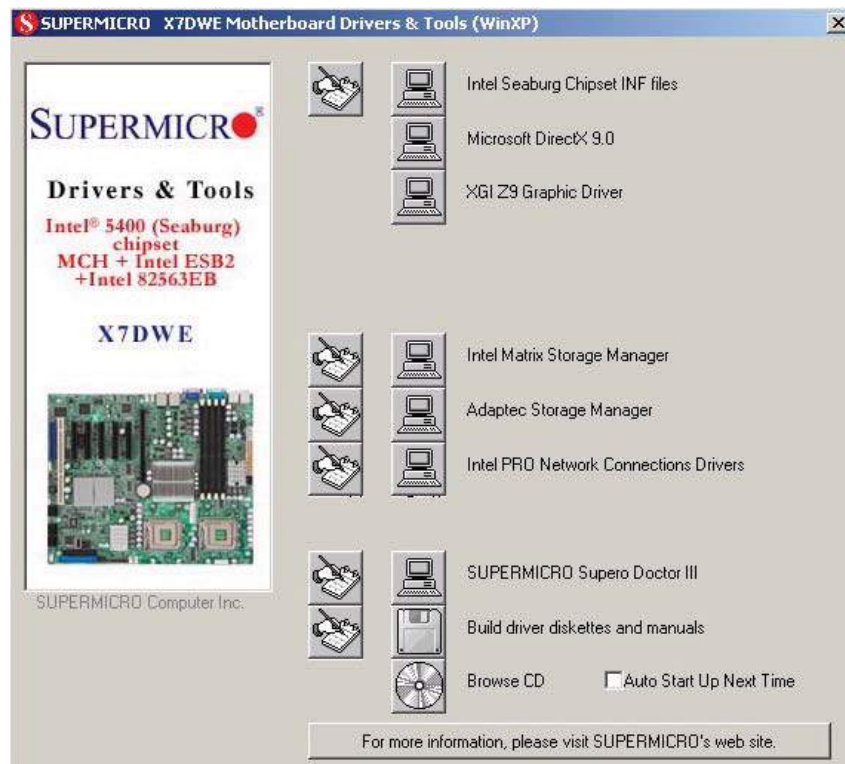 SUPERMICRO X7DWE Motherboard Drivers & Tools (WinXP)
SUPERMICRO®
Drivers & Tools
Intel® 5400 (Seaburg)
chipset
MCH + Intel ESB2
+Intel 82563EB
X7DWE
SUPERMICRO Computer Inc.
Intel Seaburg Chipset INF files
Microsoft DirectX 9.0
XGI Z9 Graphic Driver
Intel Matrix Storage Manager
Adaptec Storage Manager
Intel PRO Network Connections Drivers
SUPERMICRO Supero Doctor III
Build driver diskettes and manuals
Browse CD
Auto Start Up Next Time
For more information, please visit SUPERMICRO's web site.